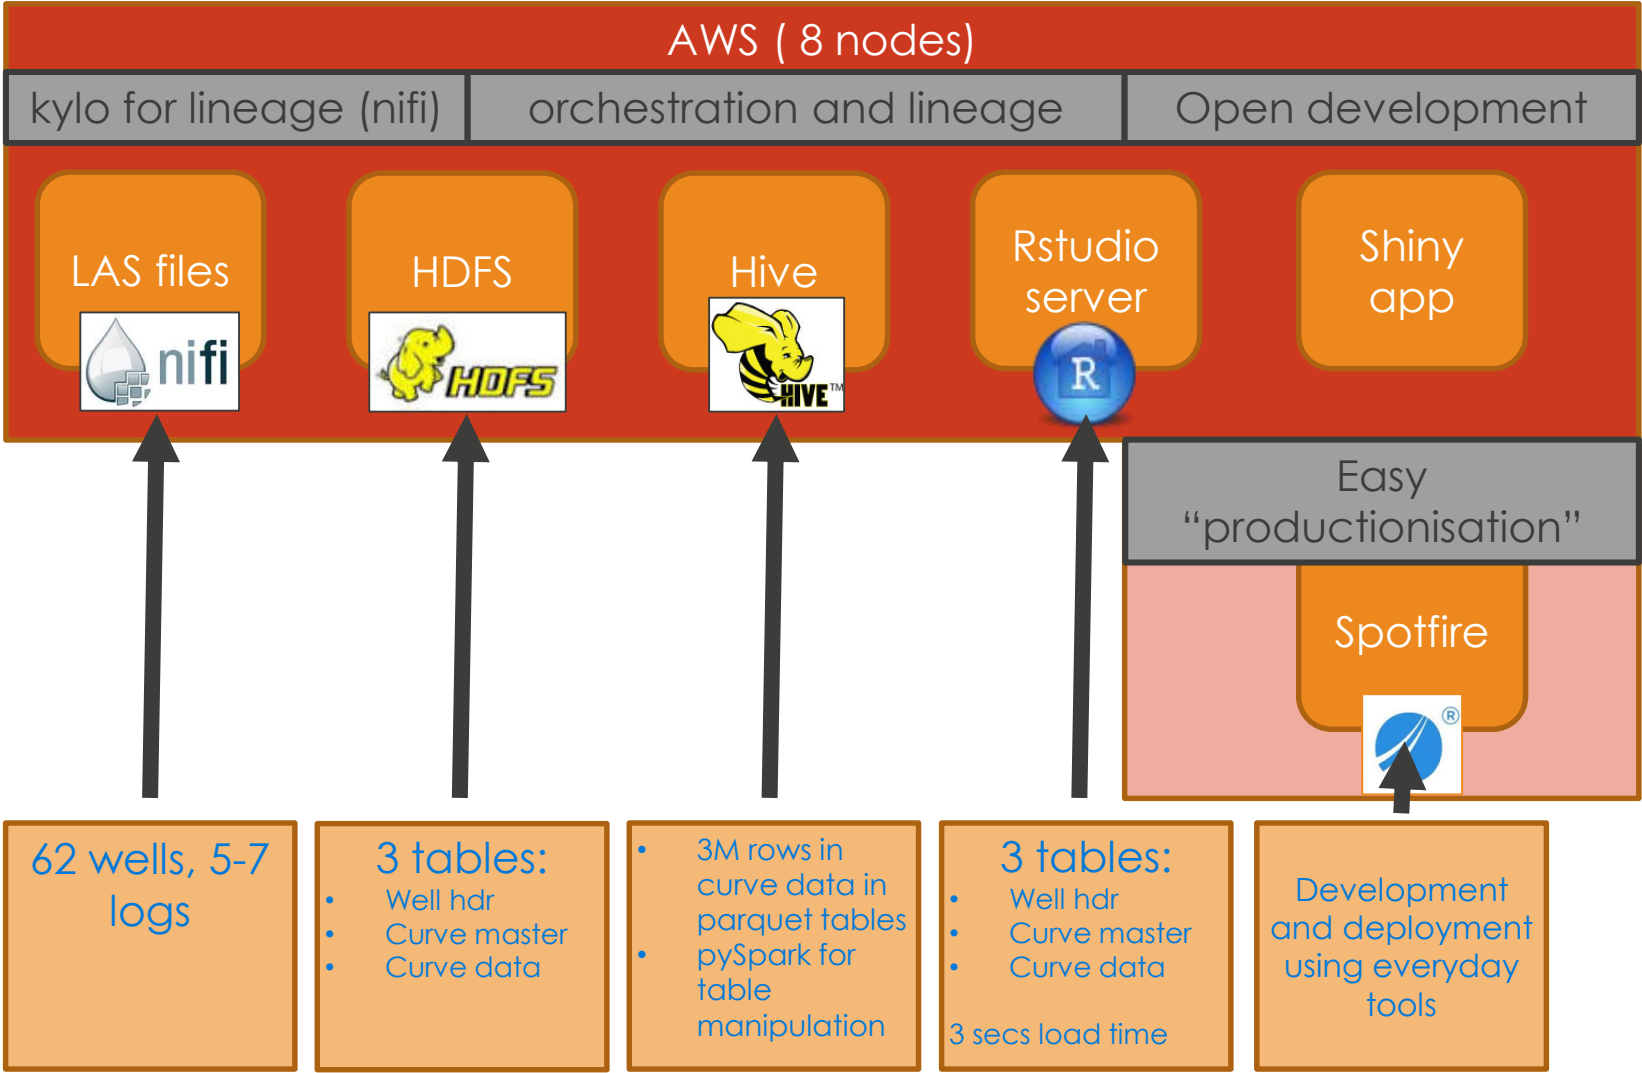 AWS ( 8 nodes)
kylo for lineage (nifi)
orchestration and lineage
Open development
LAS files
nifi
HDFS
HDFS
Hive
HIVE™
Rstudio
server
R
Shiny
app
Easy
“productionisation”
Spotfire
®
62 wells, 5-7
logs
3 tables:
• Well hdr
• Curve master
• Curve data
• 3M rows in
curve data in
parquet tables
• pySpark for
table
manipulation
3 tables:
• Well hdr
• Curve master
• Curve data
3 secs load time
Development
and deployment
using everyday
tools